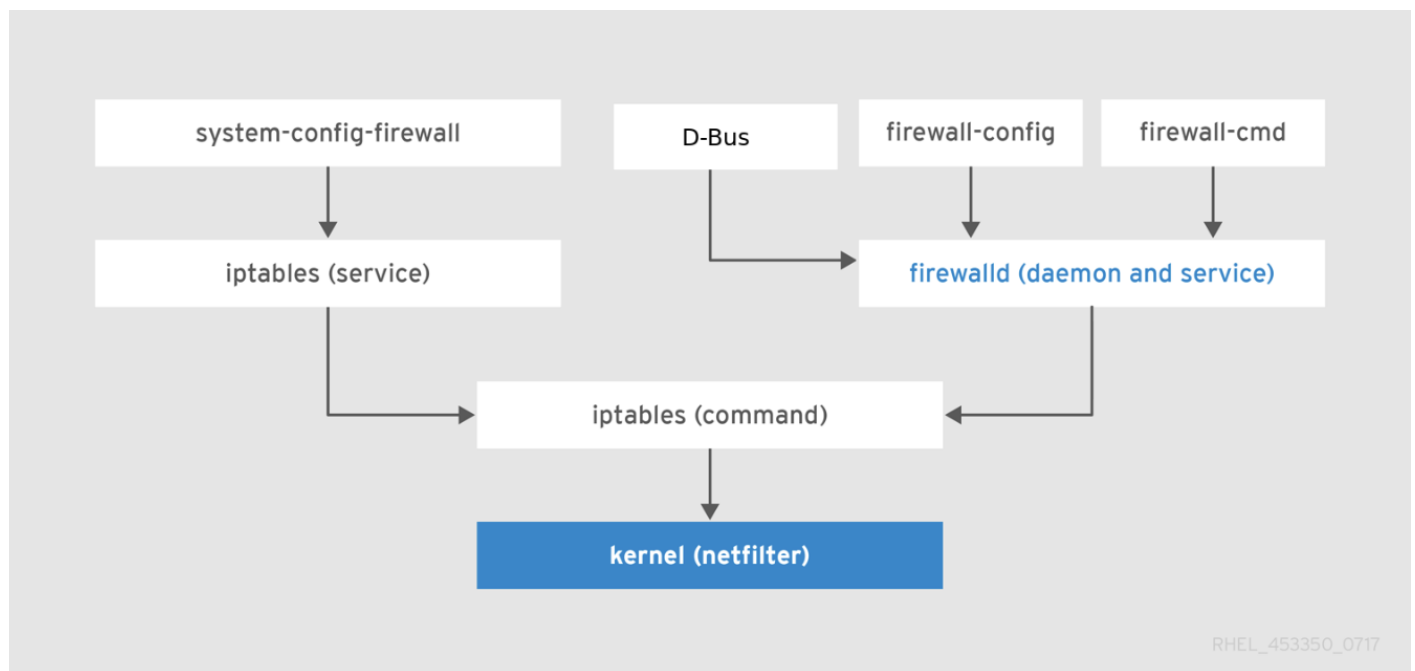 system-config-firewall
D-Bus
firewall-config
firewall-cmd
iptables (service)
firewalld (daemon and service)
iptables (command)
kernel (netfilter)
RHEL_453350_0717